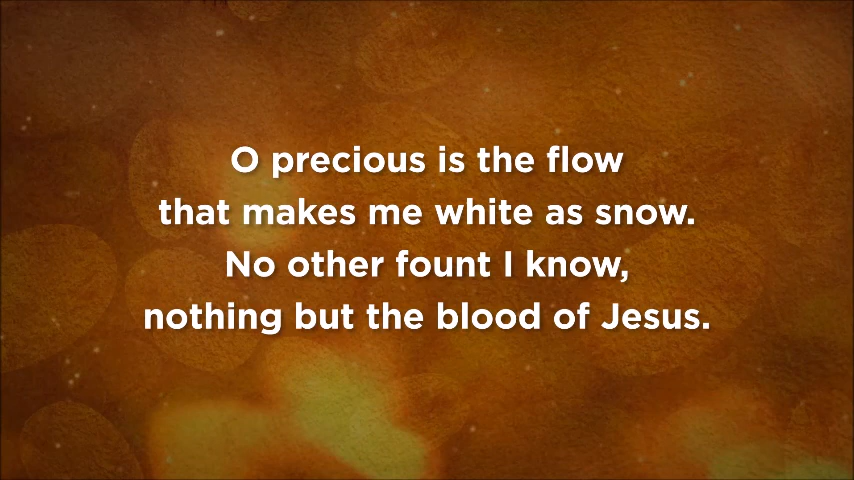 O precious is the flow
that makes me white as snow.
No other fount I know,
nothing but the blood of Jesus.